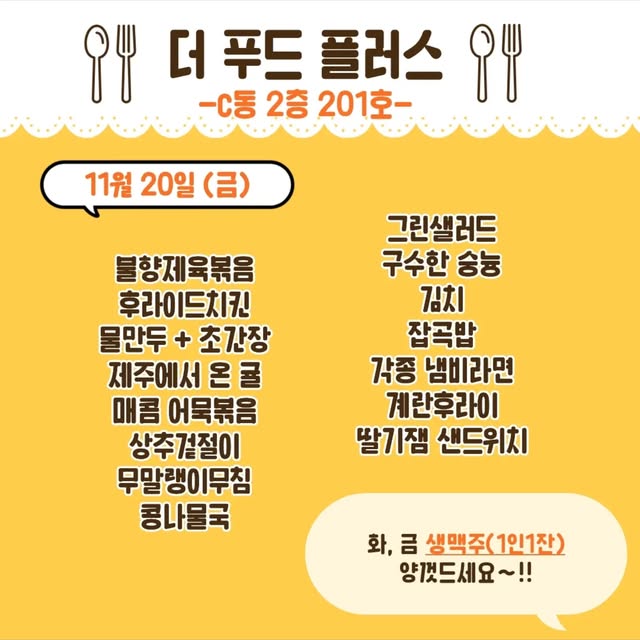 더 푸드 플러스
-C동 2층 201호-
11월 20일 (금)
불향제육볶음
후라이드치킨
물만두 + 초간장
제주에서 온 귤
매콤 어묵볶음
상추겉절이
무말랭이무침
콩나물국
그린샐러드
구수한 숭늉
김치
잡곡밥
각종 냄비라면
계란후라이
딸기잼 샌드위치
화, 금 생맥주(1인1잔)
양껏드세요~!!